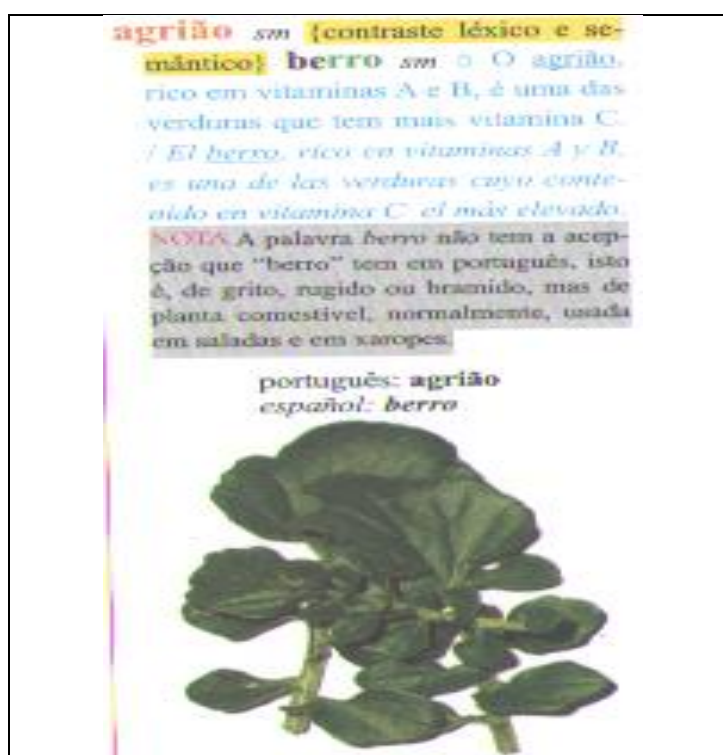 agrião sm {contraste léxico e se-
mântico} berro sm O agrião,
rico em vitaminas A e B, é uma das
verduras que tem mais vitamina C.
/ El berro, rico en vitaminas A y B,
es una de las verduras cuyo conte-
nido en vitamina C el más elevado.
NOTA A palavra berro não tem a acep-
ção que "berro" tem em português, isto
é, de grito, rugido ou bramido, mas de
planta comestível, normalmente, usada
em saladas e em xaropes.
português: agrião
español: berro